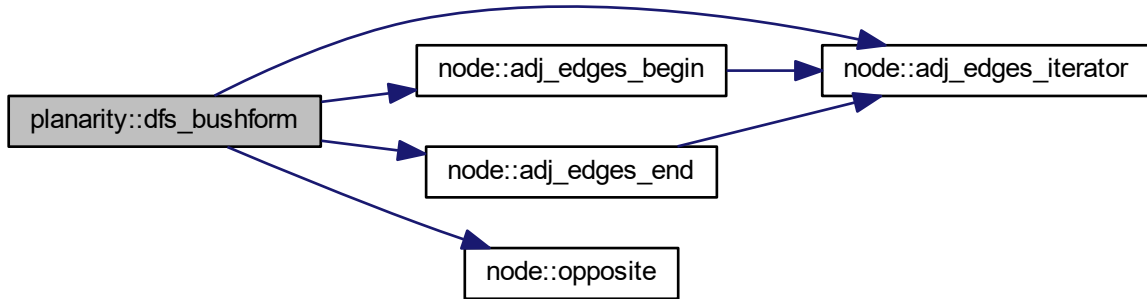 node::adj_edges_begin
node::adj_edges_iterator
planarity::dfs_bushform
node::adj_edges_end
node::opposite